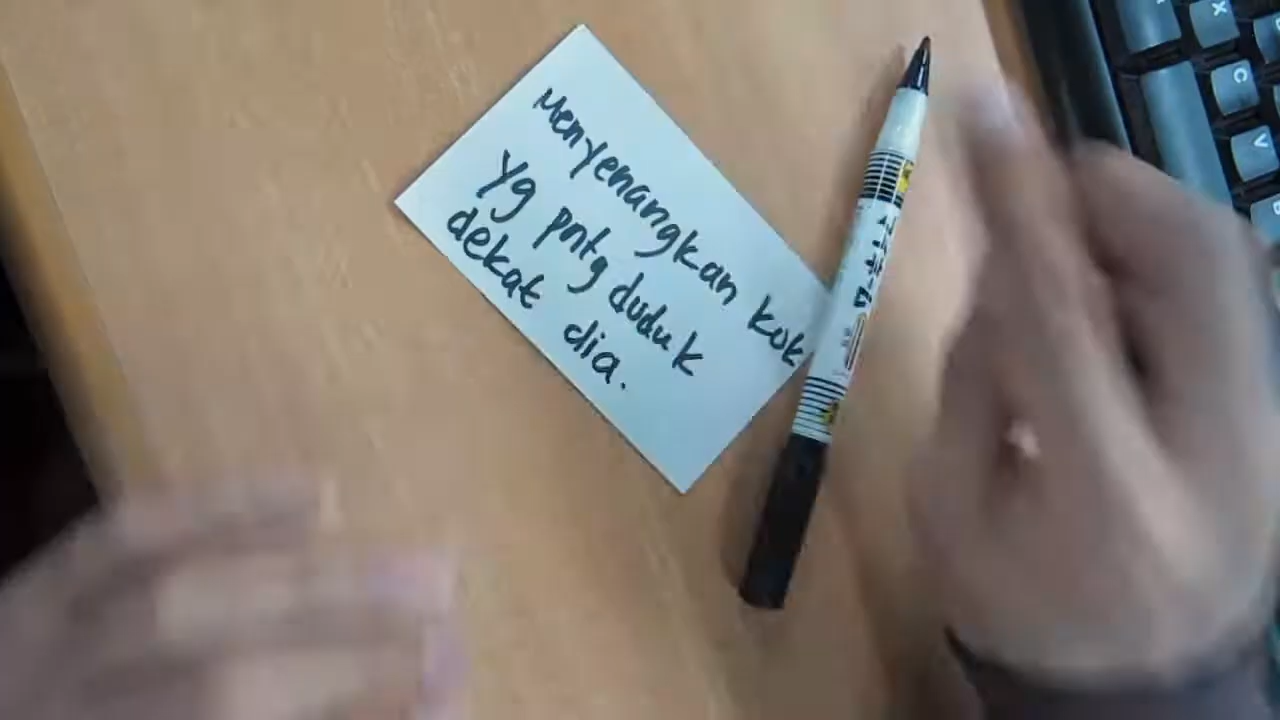 Menyenangkan kok
Yg pntg duduk
dekat dia.
X
C
V